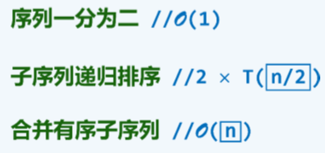 序列一分为二 //O(1)
子序列递归排序 //2 × T(n/2)
合并有序子序列 //O(n)